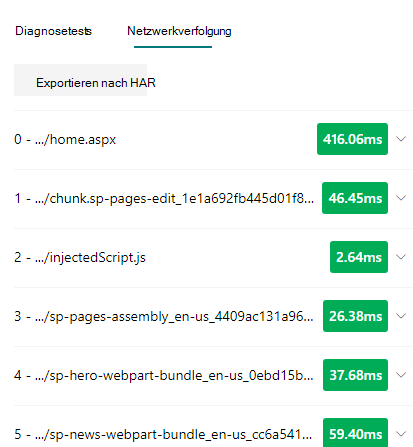 Diagnosetests Netzwerkverfolgung
Exportieren nach HAR
0 - .../home.aspx 416.06ms
1 - .../chunk.sp-pages-edit_1e1a692fb445d01f8... 46.45ms
2 - .../injectedScript.js 2.64ms
3 - .../sp-pages-assembly_en-us_4409ac131a96... 26.38ms
4 - .../sp-hero-webpart-bundle_en-us_0ebd15b... 37.68ms
5 - .../sp-news-webpart-bundle_en-us_cc6a541... 59.40ms